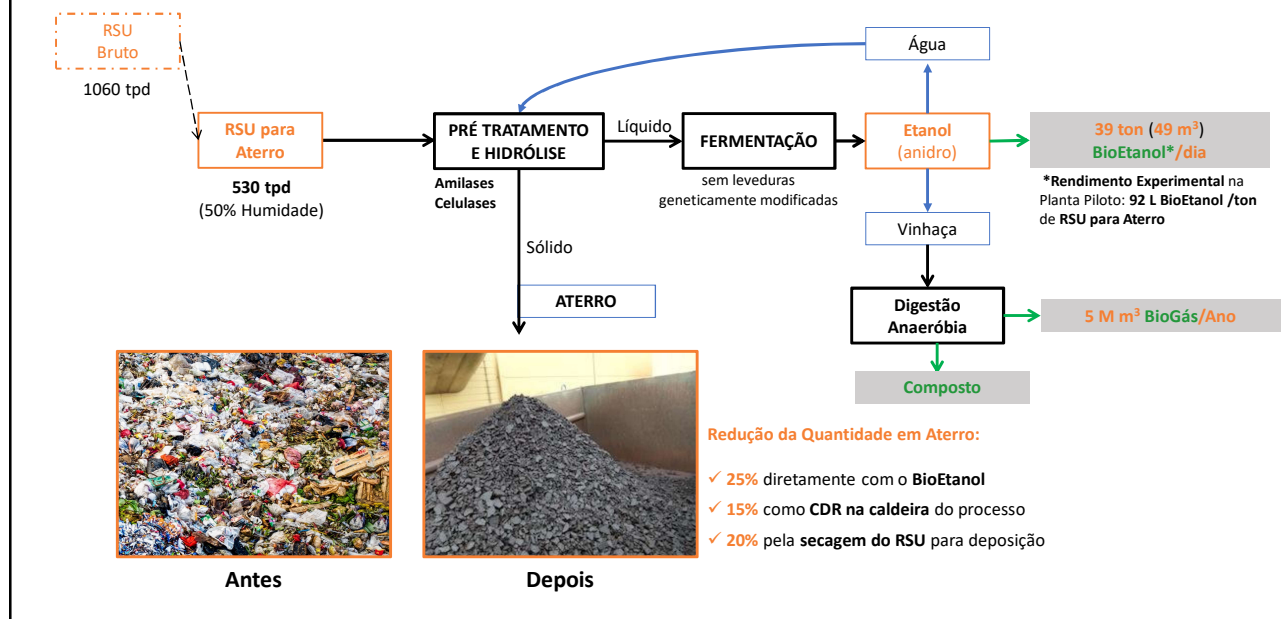 RSU
Bruto
1060 tpd
RSU para
Aterro
530 tpd
(50% Humidade)
PRÉ TRATAMENTO
E HIDRÓLISE
Amilases
Celulases
Líquido
Sólido
ATERRO
FERMENTAÇÃO
sem leveduras
geneticamente modificadas
Água
Etanol
(anidro)
Vinhaça
Digestão
Anaeróbia
Composto
39 ton (49 m³)
BioEtanol*/dia
*Rendimento Experimental na
Planta Piloto: 92 L BioEtanol /ton
de RSU para Aterro
5 M m³ BioGás/Ano
Antes
Depois
Redução da Quantidade em Aterro:
✓ 25% diretamente com o BioEtanol
✓ 15% como CDR na caldeira do processo
✓ 20% pela secagem do RSU para deposição